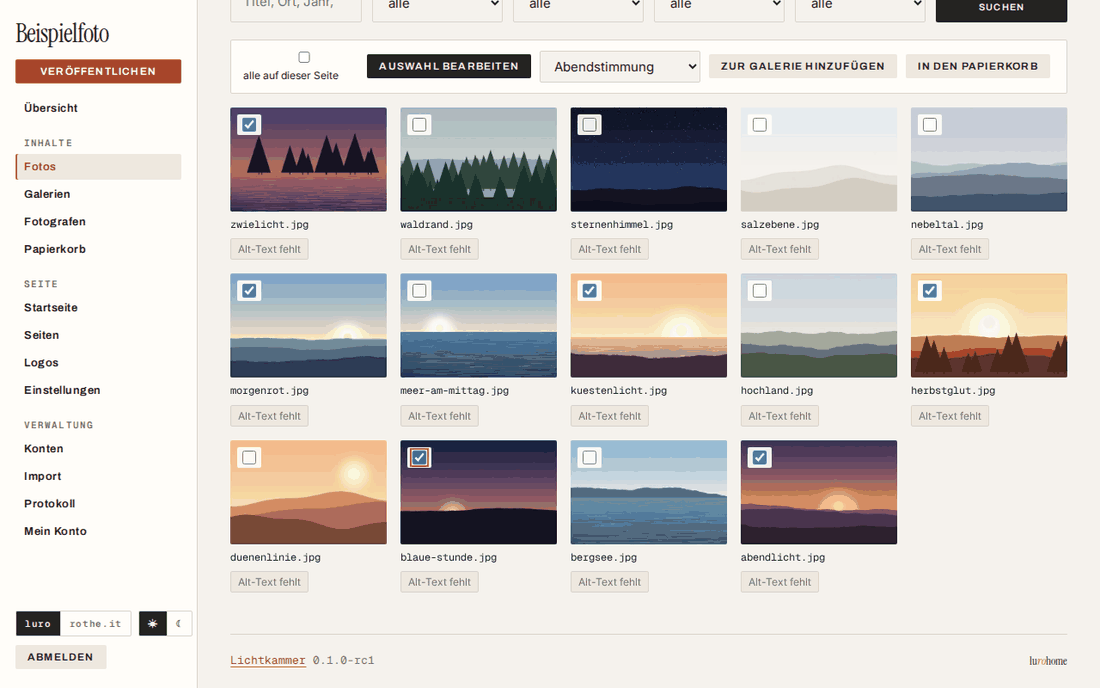 Beispielfoto
VERÖFFENTLICHEN
Übersicht
INHALTE
Fotos
Galerien
Fotografen
Papierkorb
SEITE
Startseite
Seiten
Logos
Einstellungen
VERWALTUNG
Konten
Import
Protokoll
Mein Konto
luro rothe.it
ABMELDEN
Titel, Ort, Jahr,
alle alle alle alle SUCHEN
alle auf dieser Seite
AUSWAHL BEARBEITEN Abendstimmung ZUR GALERIE HINZUFÜGEN IN DEN PAPIERKORB
zwielicht.jpg waldrand.jpg sternenhimmel.jpg salzebene.jpg nebeltal.jpg
Alt-Text fehlt Alt-Text fehlt Alt-Text fehlt Alt-Text fehlt Alt-Text fehlt
morgenrot.jpg meer-am-mittag.jpg kuestenlicht.jpg hochland.jpg herbstglut.jpg
Alt-Text fehlt Alt-Text fehlt Alt-Text fehlt Alt-Text fehlt Alt-Text fehlt
duenenlinie.jpg blaue-stunde.jpg bergsee.jpg abendlicht.jpg
Alt-Text fehlt Alt-Text fehlt Alt-Text fehlt Alt-Text fehlt
Lichtkammer 0.1.0-rc1
lurohome